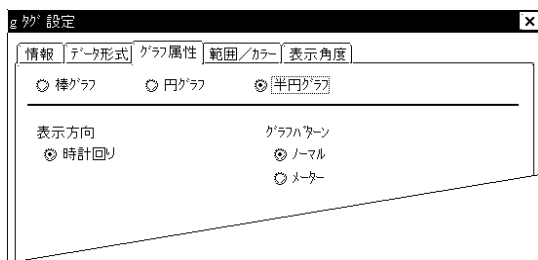 g ﾀｸﾞ 設定
情報 ﾃﾞｰﾀ形式 ｸﾞﾗﾌ属性 範囲／ｶﾗｰ 表示角度
棒ｸﾞﾗﾌ 円ｸﾞﾗﾌ 半円ｸﾞﾗﾌ
表示方向 ｸﾞﾗﾌﾊﾟﾀｰﾝ
時計回り ﾉｰﾏﾙ
ﾒｰﾀｰ